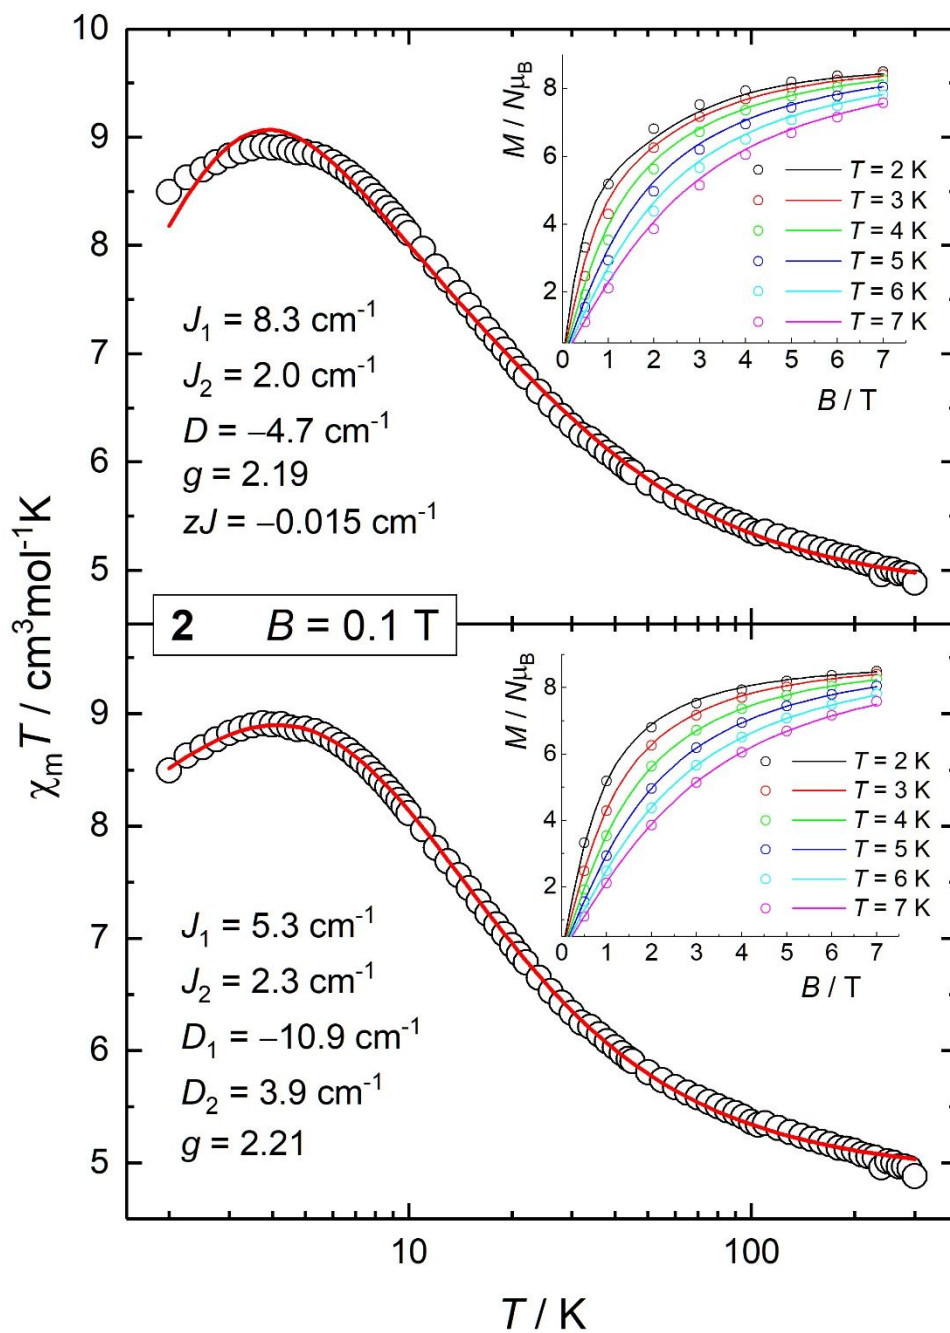 10
9
8
7
6
5
J₁ = 8.3 cm⁻¹
J₂ = 2.0 cm⁻¹
D = −4.7 cm⁻¹
g = 2.19
zJ = −0.015 cm⁻¹
M / Nμ_B
8
6
4
2
0 1 2 3 4 5 6 7
B / T
T = 2 K
T = 3 K
T = 4 K
T = 5 K
T = 6 K
T = 7 K
χₘT / cm³mol⁻¹K
2 B = 0.1 T
9
8
7
6
5
J₁ = 5.3 cm⁻¹
J₂ = 2.3 cm⁻¹
D₁ = −10.9 cm⁻¹
D₂ = 3.9 cm⁻¹
g = 2.21
M / Nμ_B
8
6
4
2
0 1 2 3 4 5 6 7
B / T
T = 2 K
T = 3 K
T = 4 K
T = 5 K
T = 6 K
T = 7 K
10 100
T / K